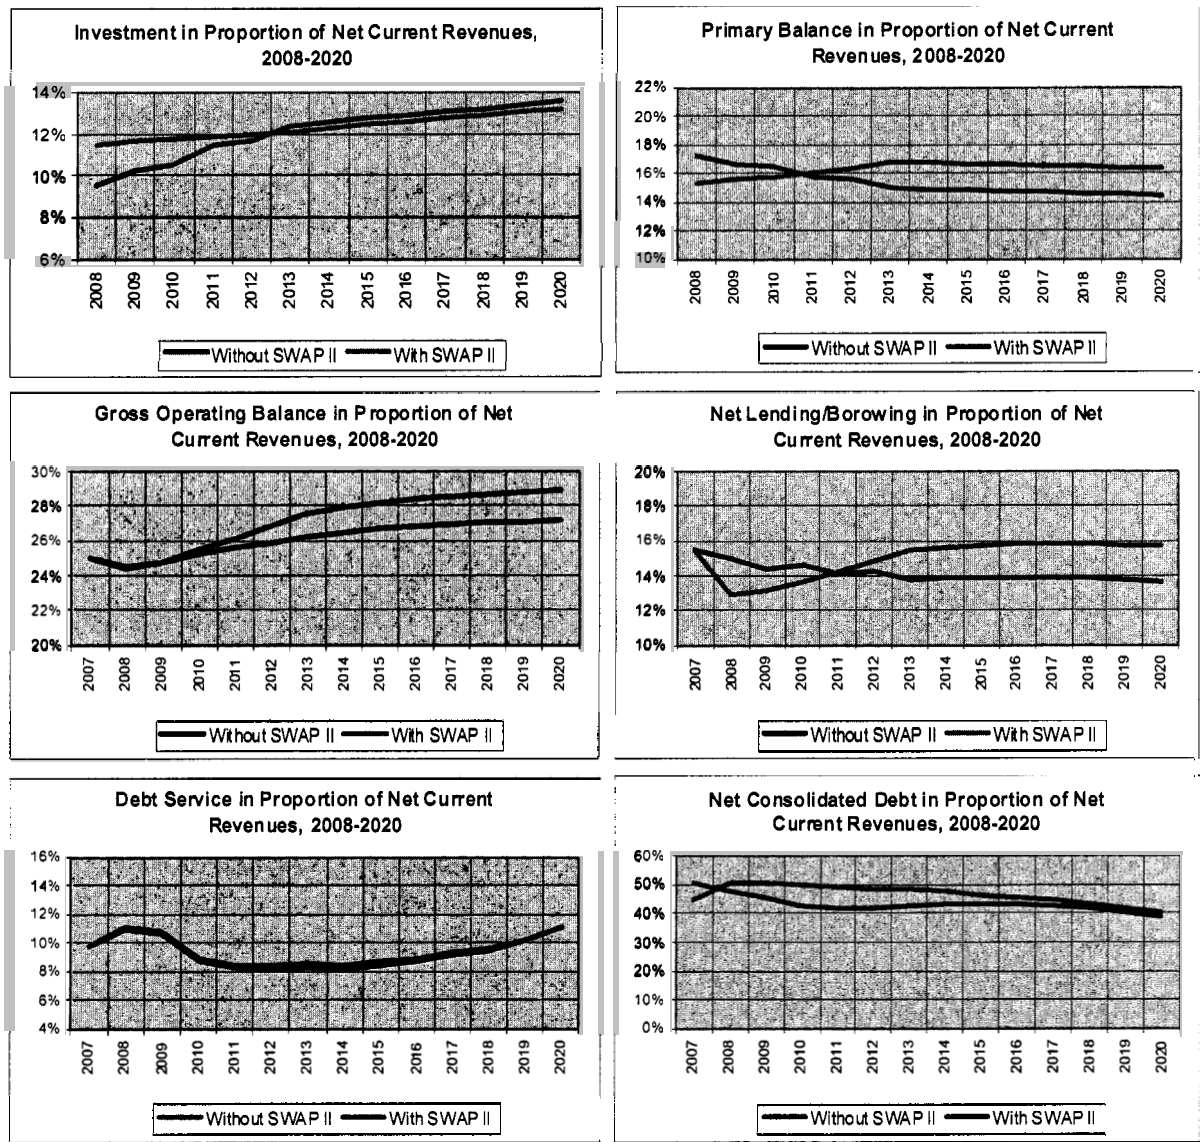 Investment in Proportion of Net Current Revenues,
2008-2020
14%
12%
10%
8%
6%
2008 2009 2010 2011 2012 2013 2014 2015 2016 2017 2018 2019 2020
Without SWAP II With SWAP II
Primary Balance in Proportion of Net Current
Revenues, 2008-2020
22%
20%
18%
16%
14%
12%
10%
2008 2009 2010 2011 2012 2013 2014 2015 2016 2017 2018 2019 2020
Without SWAP II With SWAP II
Gross Operating Balance in Proportion of Net
Current Revenues, 2008-2020
30%
28%
26%
24%
22%
20%
2007 2008 2009 2010 2011 2012 2013 2014 2015 2016 2017 2018 2019 2020
Without SWAP II With SWAP II
Net Lending/Borowing in Proportion of Net
Current Revenues, 2008-2020
20%
18%
16%
14%
12%
10%
2007 2008 2009 2010 2011 2012 2013 2014 2015 2016 2017 2018 2019 2020
Without SWAP II With SWAP II
Debt Service in Proportion of Net Current
Revenues, 2008-2020
16%
14%
12%
10%
8%
6%
4%
2007 2008 2009 2010 2011 2012 2013 2014 2015 2016 2017 2018 2019 2020
Without SWAP II With SWAP II
Net Consolidated Debt in Proportion of Net
Current Revenues, 2008-2020
60%
50%
40%
30%
20%
10%
0%
2007 2008 2009 2010 2011 2012 2013 2014 2015 2016 2017 2018 2019 2020
Without SWAP II With SWAP II